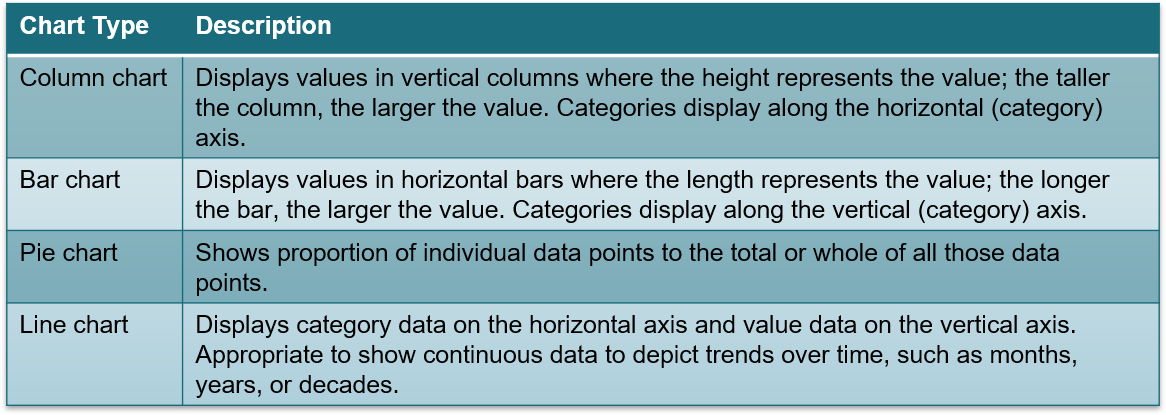 Chart Type Description
Column chart Displays values in vertical columns where the height represents the value; the taller
the column, the larger the value. Categories display along the horizontal (category)
axis.
Bar chart Displays values in horizontal bars where the length represents the value; the longer
the bar, the larger the value. Categories display along the vertical (category) axis.
Pie chart Shows proportion of individual data points to the total or whole of all those data
points.
Line chart Displays category data on the horizontal axis and value data on the vertical axis.
Appropriate to show continuous data to depict trends over time, such as months,
years, or decades.